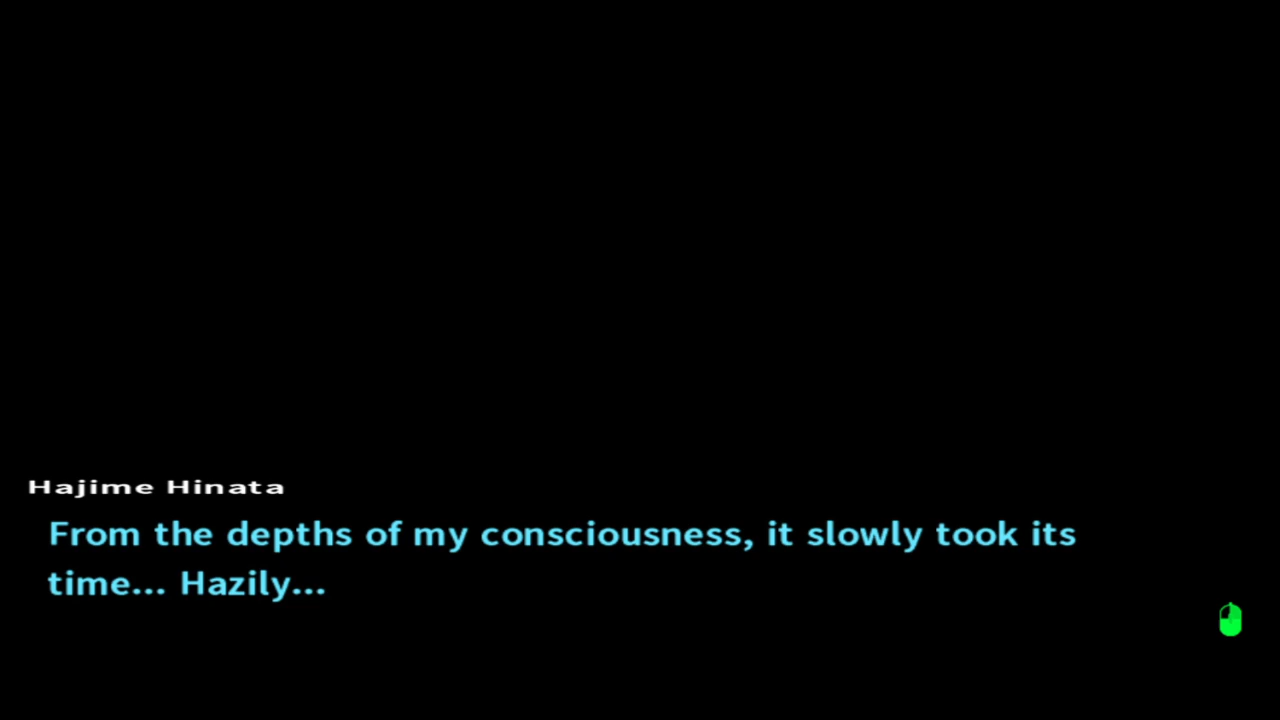 Hajime Hinata
From the depths of my consciousness, it slowly took its
time... Hazily...